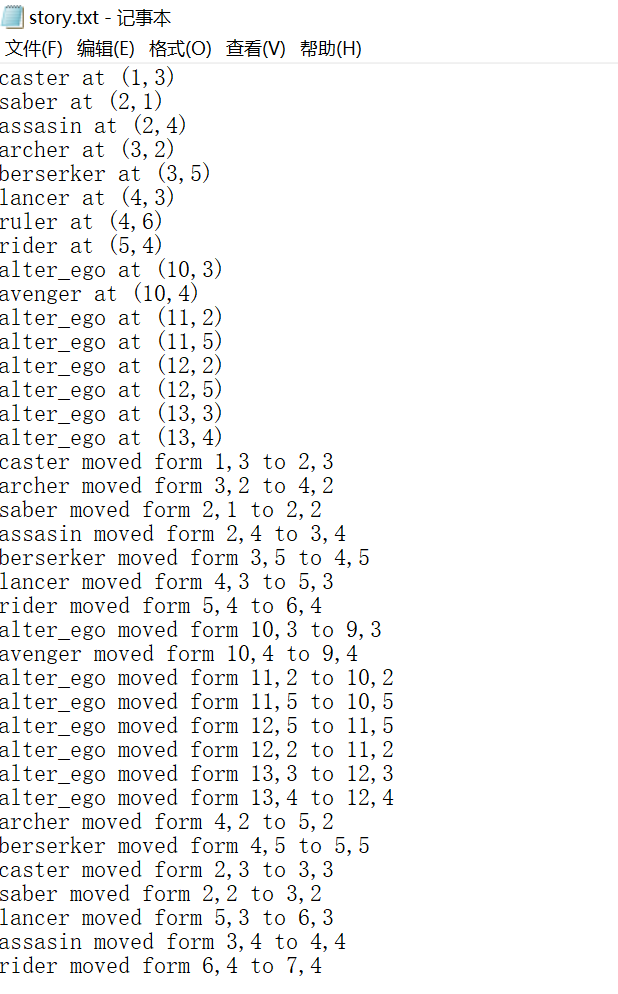 story.txt - 记事本
文件(F) 编辑(E) 格式(O) 查看(V) 帮助(H)
caster at (1,3)
saber at (2,1)
assasin at (2,4)
archer at (3,2)
berserker at (3,5)
lancer at (4,3)
ruler at (4,6)
rider at (5,4)
alter_ego at (10,3)
avenger at (10,4)
alter_ego at (11,2)
alter_ego at (11,5)
alter_ego at (12,2)
alter_ego at (12,5)
alter_ego at (13,3)
alter_ego at (13,4)
caster moved form 1,3 to 2,3
archer moved form 3,2 to 4,2
saber moved form 2,1 to 2,2
assasin moved form 2,4 to 3,4
berserker moved form 3,5 to 4,5
lancer moved form 4,3 to 5,3
rider moved form 5,4 to 6,4
alter_ego moved form 10,3 to 9,3
avenger moved form 10,4 to 9,4
alter_ego moved form 11,2 to 10,2
alter_ego moved form 11,5 to 10,5
alter_ego moved form 12,5 to 11,5
alter_ego moved form 12,2 to 11,2
alter_ego moved form 13,3 to 12,3
alter_ego moved form 13,4 to 12,4
archer moved form 4,2 to 5,2
berserker moved form 4,5 to 5,5
caster moved form 2,3 to 3,3
saber moved form 2,2 to 3,2
lancer moved form 5,3 to 6,3
assasin moved form 3,4 to 4,4
rider moved form 6,4 to 7,4